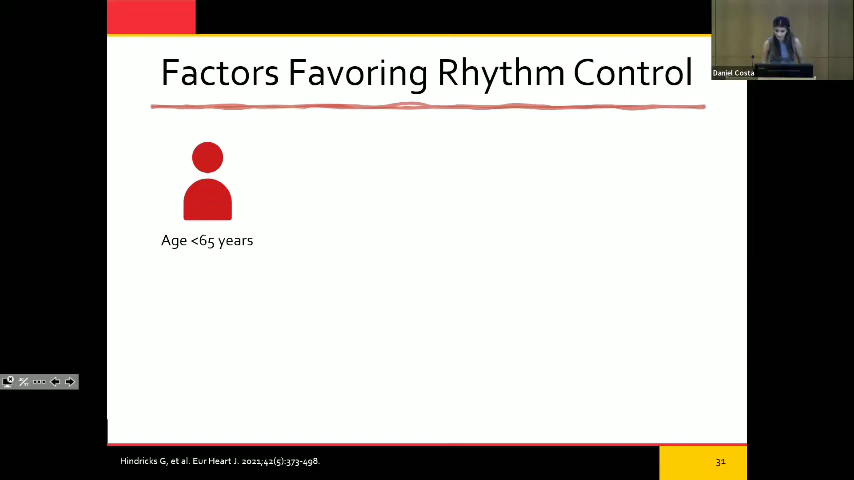 Factors Favoring Rhythm Control
Daniel Costa
Age <65 years
Hindricks G, et al. Eur Heart J. 2021;42(5):373-498.
31